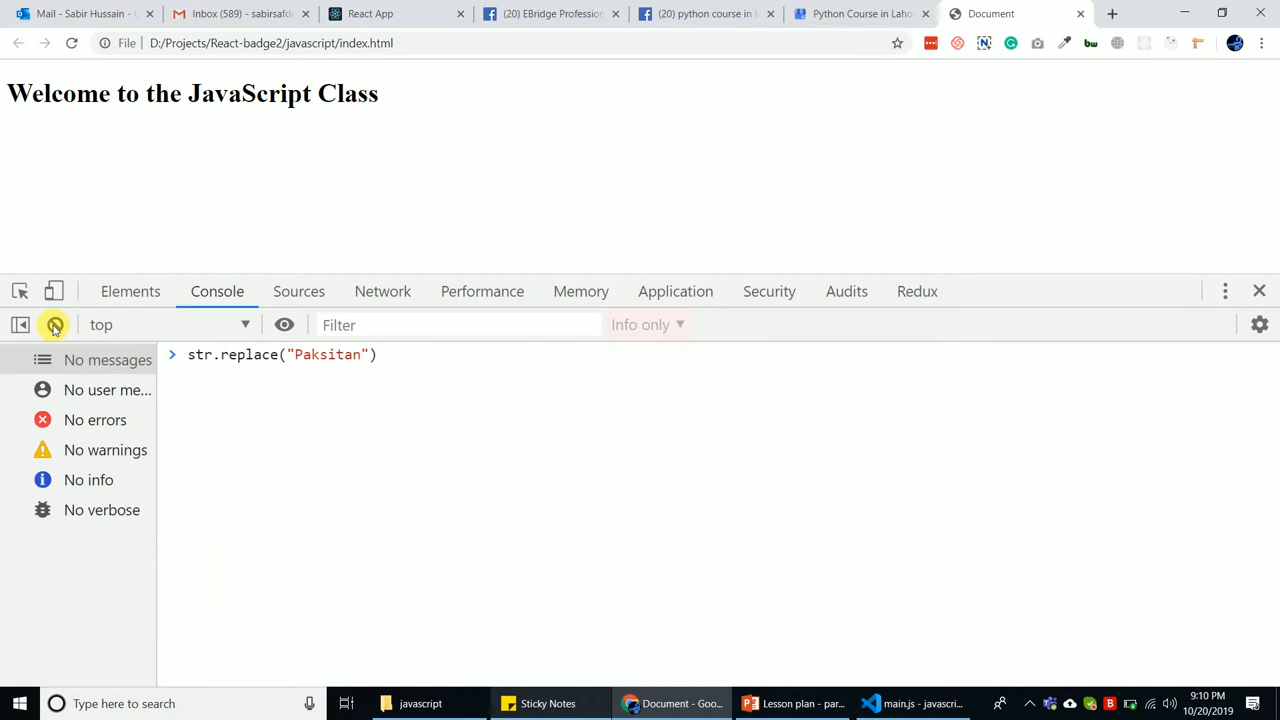 Mail - Sabir Hussain -
Inbox (589) - sabirsafd
React App
(20) EBridge Profession
(20) python course in l
Python Course in Laho
Document
File
D:/Projects/React-badge2/javascript/index.html
Welcome to the JavaScript Class
Elements
Console
Sources
Network
Performance
Memory
Application
Security
Audits
Redux
top
Filter
Info only
No messages
str.replace("Paksitan")
No user me...
No errors
No warnings
No info
No verbose
Type here to search
javascript
Sticky Notes
Document - Goo...
Lesson plan - par...
main.js - javascri...
9:10 PM
10/20/2019